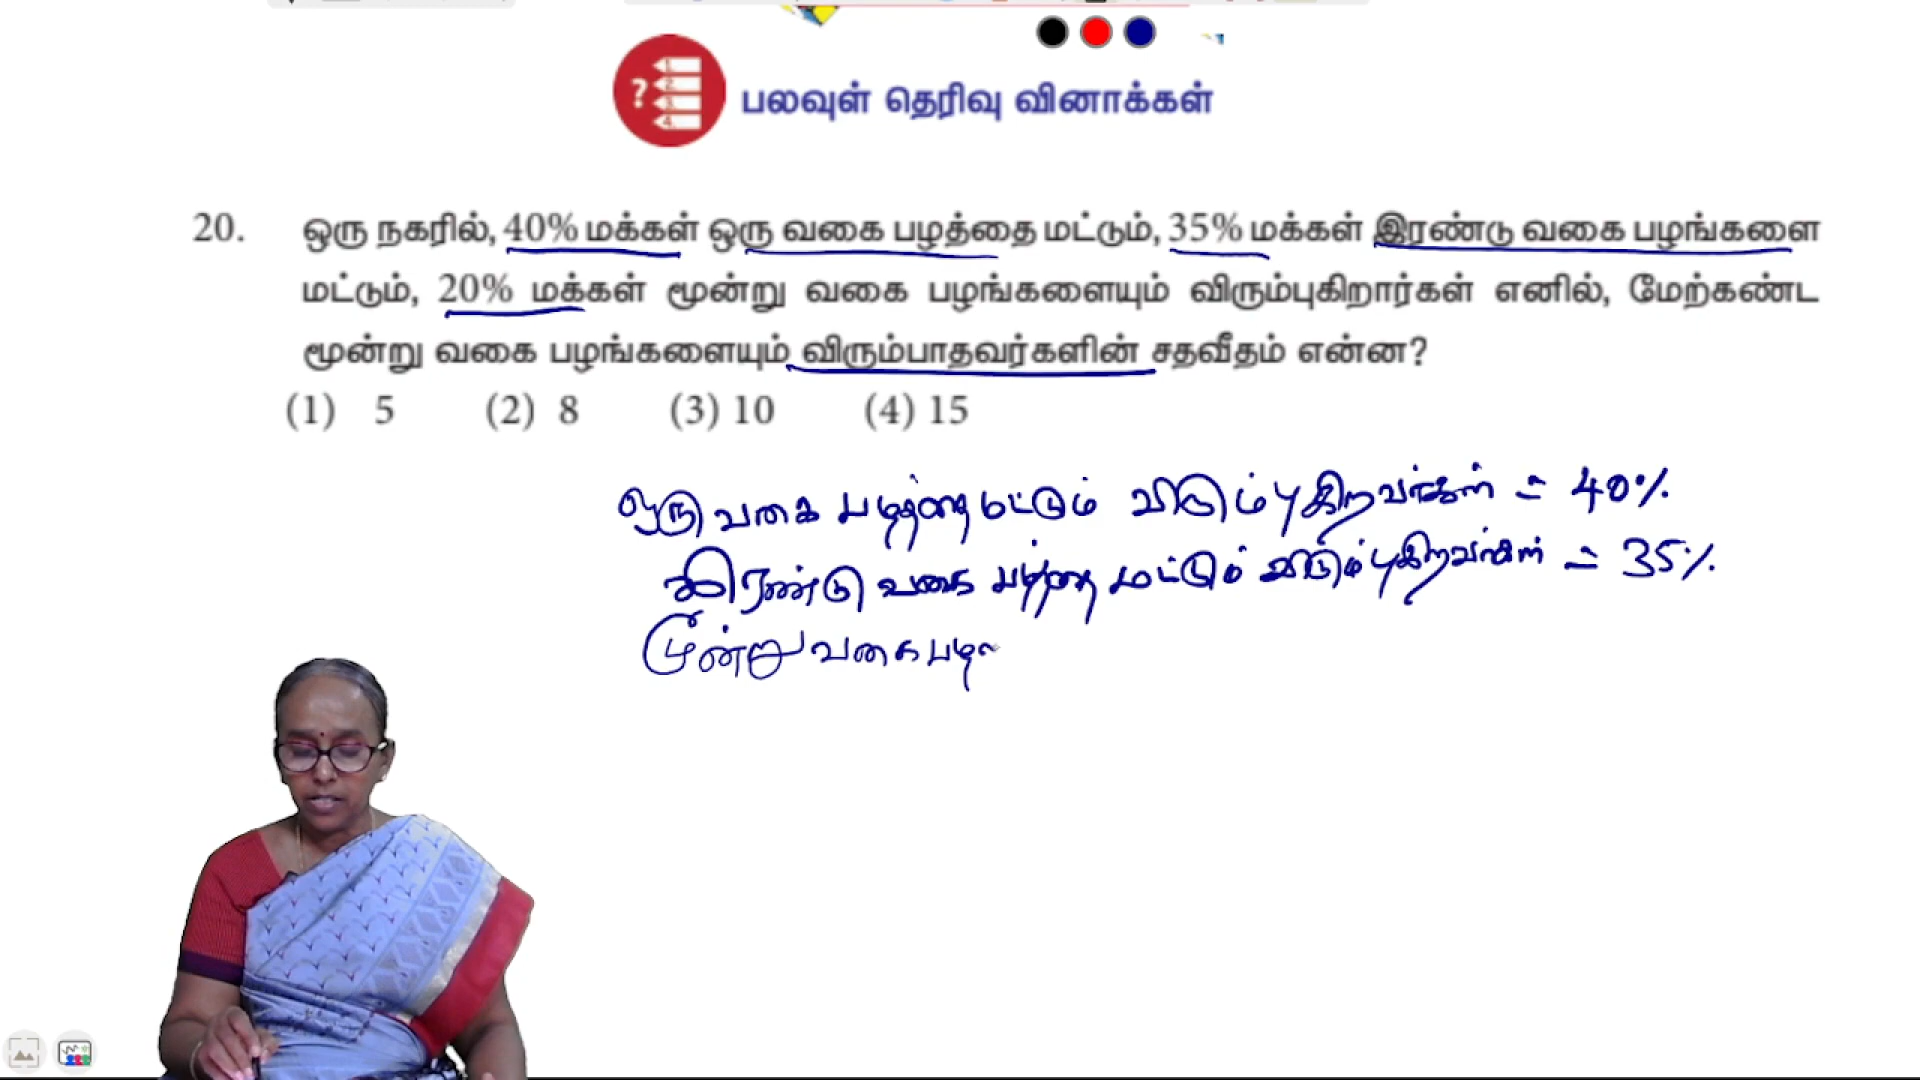 பலவுள் தெரிவு வினாக்கள்
20. ஒரு நகரில், 40% மக்கள் ஒரு வகை பழத்தை மட்டும், 35% மக்கள் இரண்டு வகை பழங்களை
மட்டும், 20% மக்கள் மூன்று வகை பழங்களையும் விரும்புகிறார்கள் எனில், மேற்கண்ட
மூன்று வகை பழங்களையும் விரும்பாதவர்களின் சதவீதம் என்ன?
(1) 5 (2) 8 (3) 10 (4) 15
ஒரு வகை பழத்தை மட்டும் விரும்புகிறவர்கள் = 40%
இரண்டு வகை பழத்தை மட்டும் விரும்புகிறவர்கள் = 35%
மூன்று வகை